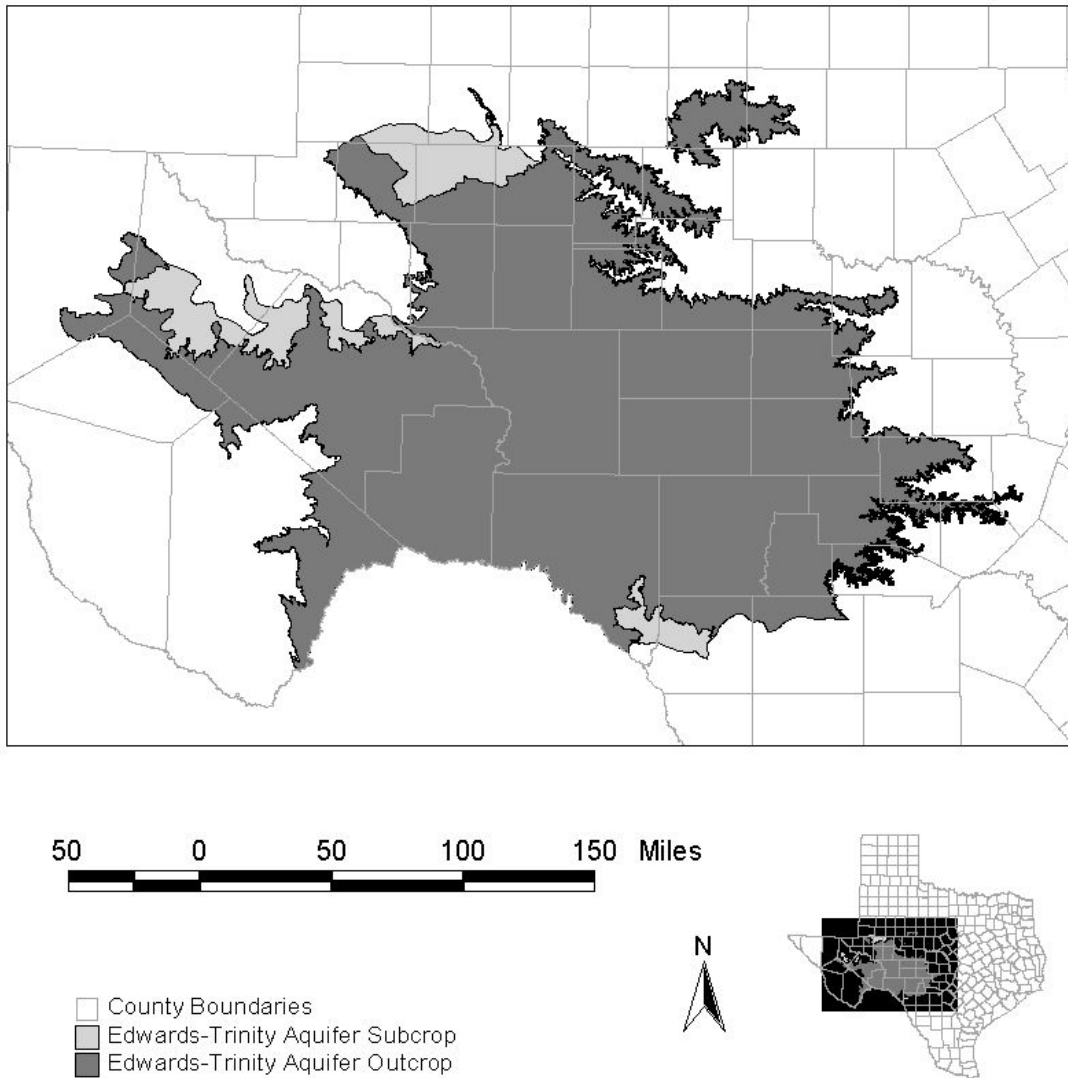 50 0 50 100 150 Miles
N
County Boundaries
Edwards-Trinity Aquifer Subcrop
Edwards-Trinity Aquifer Outcrop